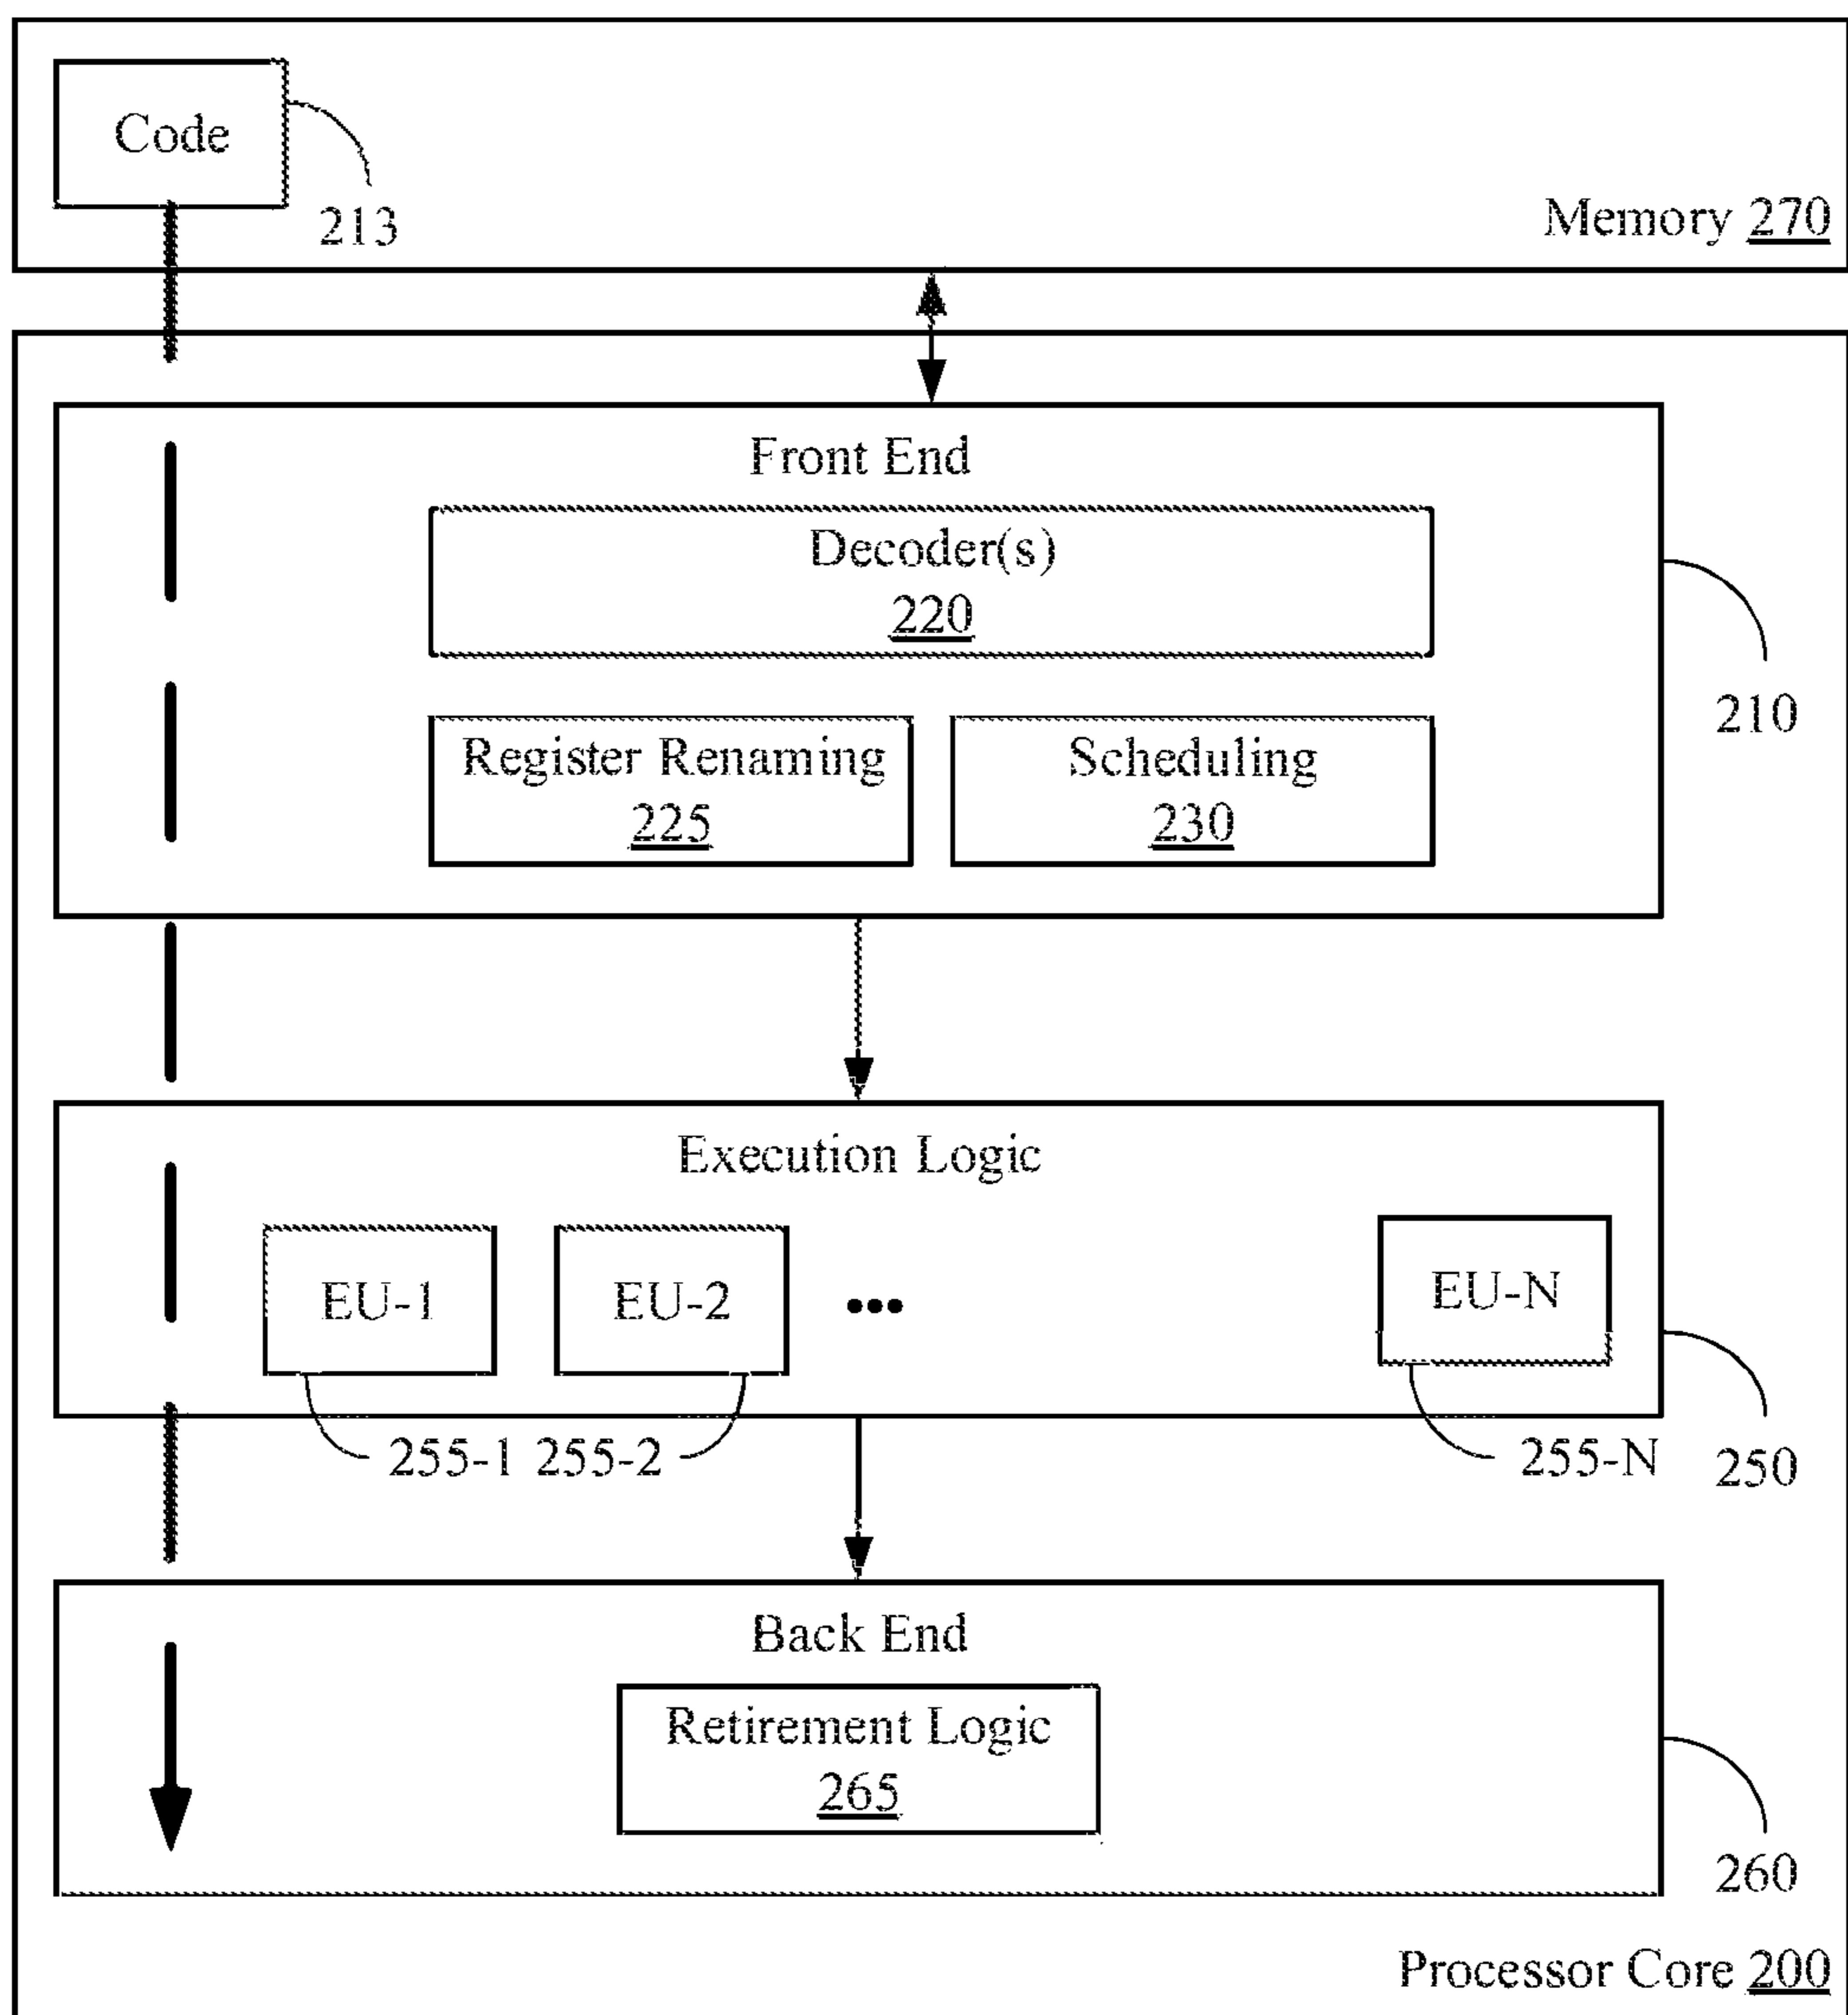 Code
213
Memory 270
Front End
Decoder(s)
220
210
Register Renaming
225
Scheduling
230
Execution Logic
EU-1
EU-2
•••
EU-N
255-1 255-2
255-N
250
Back End
Retirement Logic
265
260
Processor Core 200